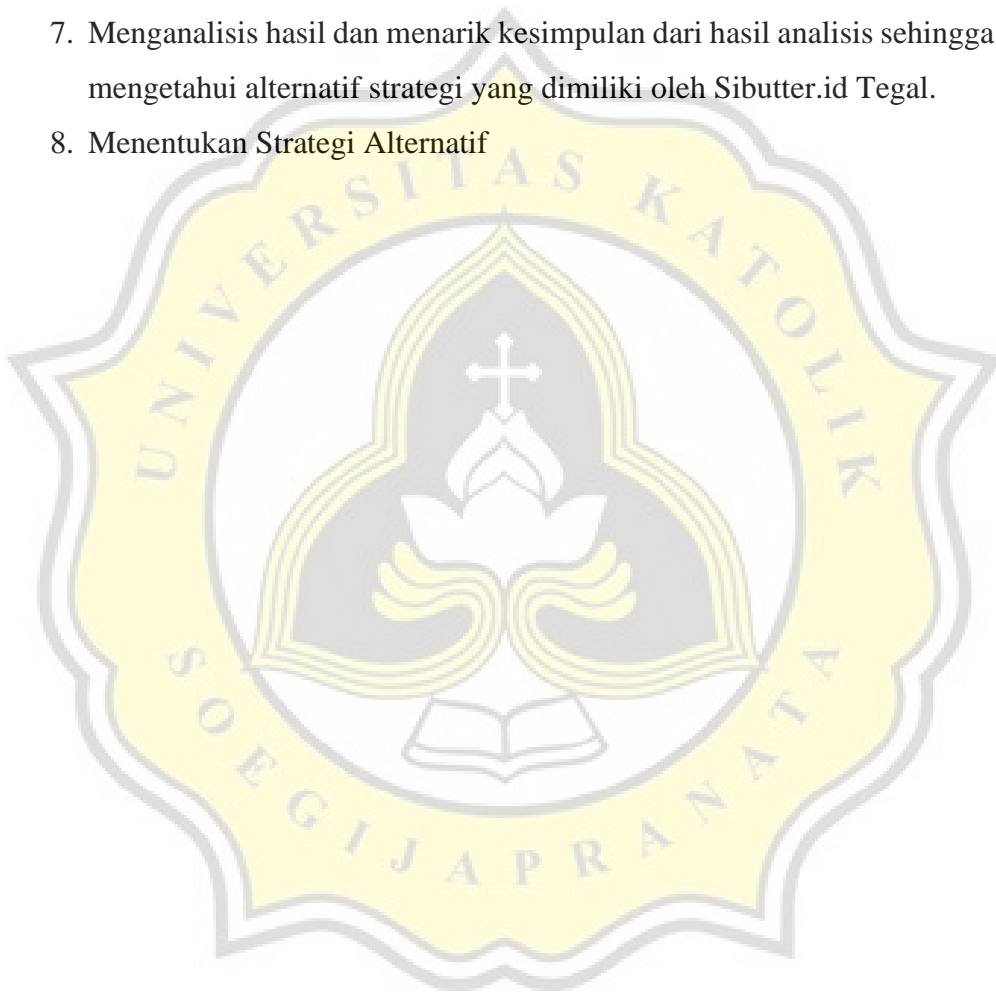 7. Menganalisis hasil dan menarik kesimpulan dari hasil analisis sehingga
mengetahui alternatif strategi yang dimiliki oleh Sibutter.id Tegal.
8. Menentukan Strategi Alternatif
UNIVERSITAS KATOLIK
SOEGIJAPRANATA